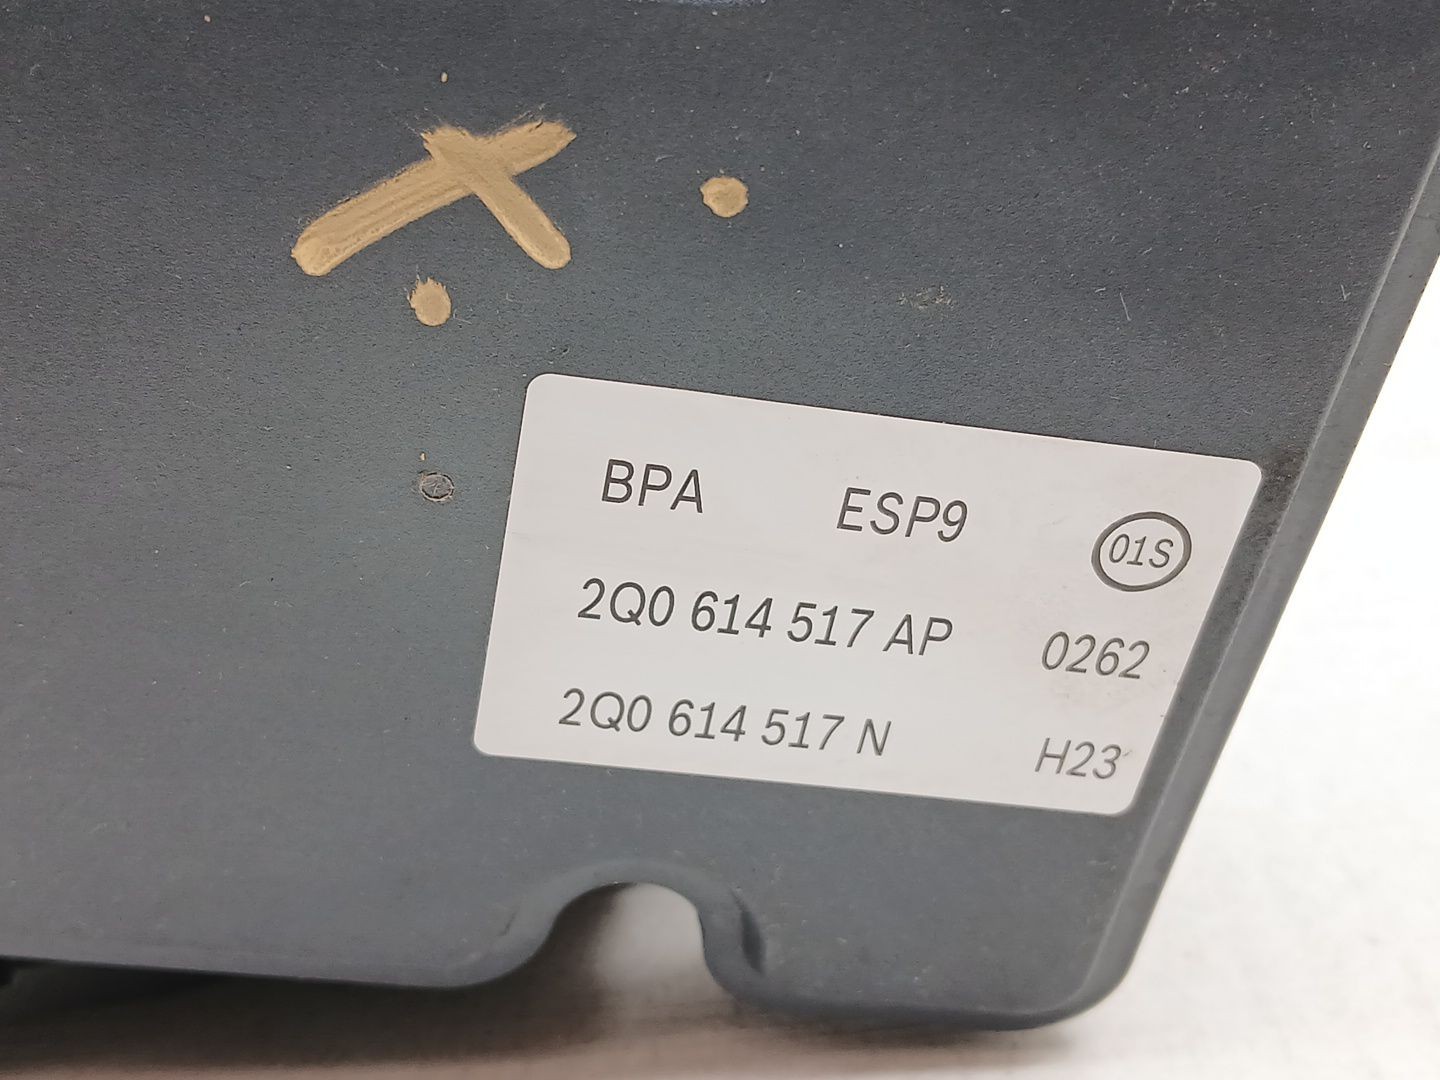 BPA ESP9 01S
2Q0 614 517 AP 0262
2Q0 614 517 N H23